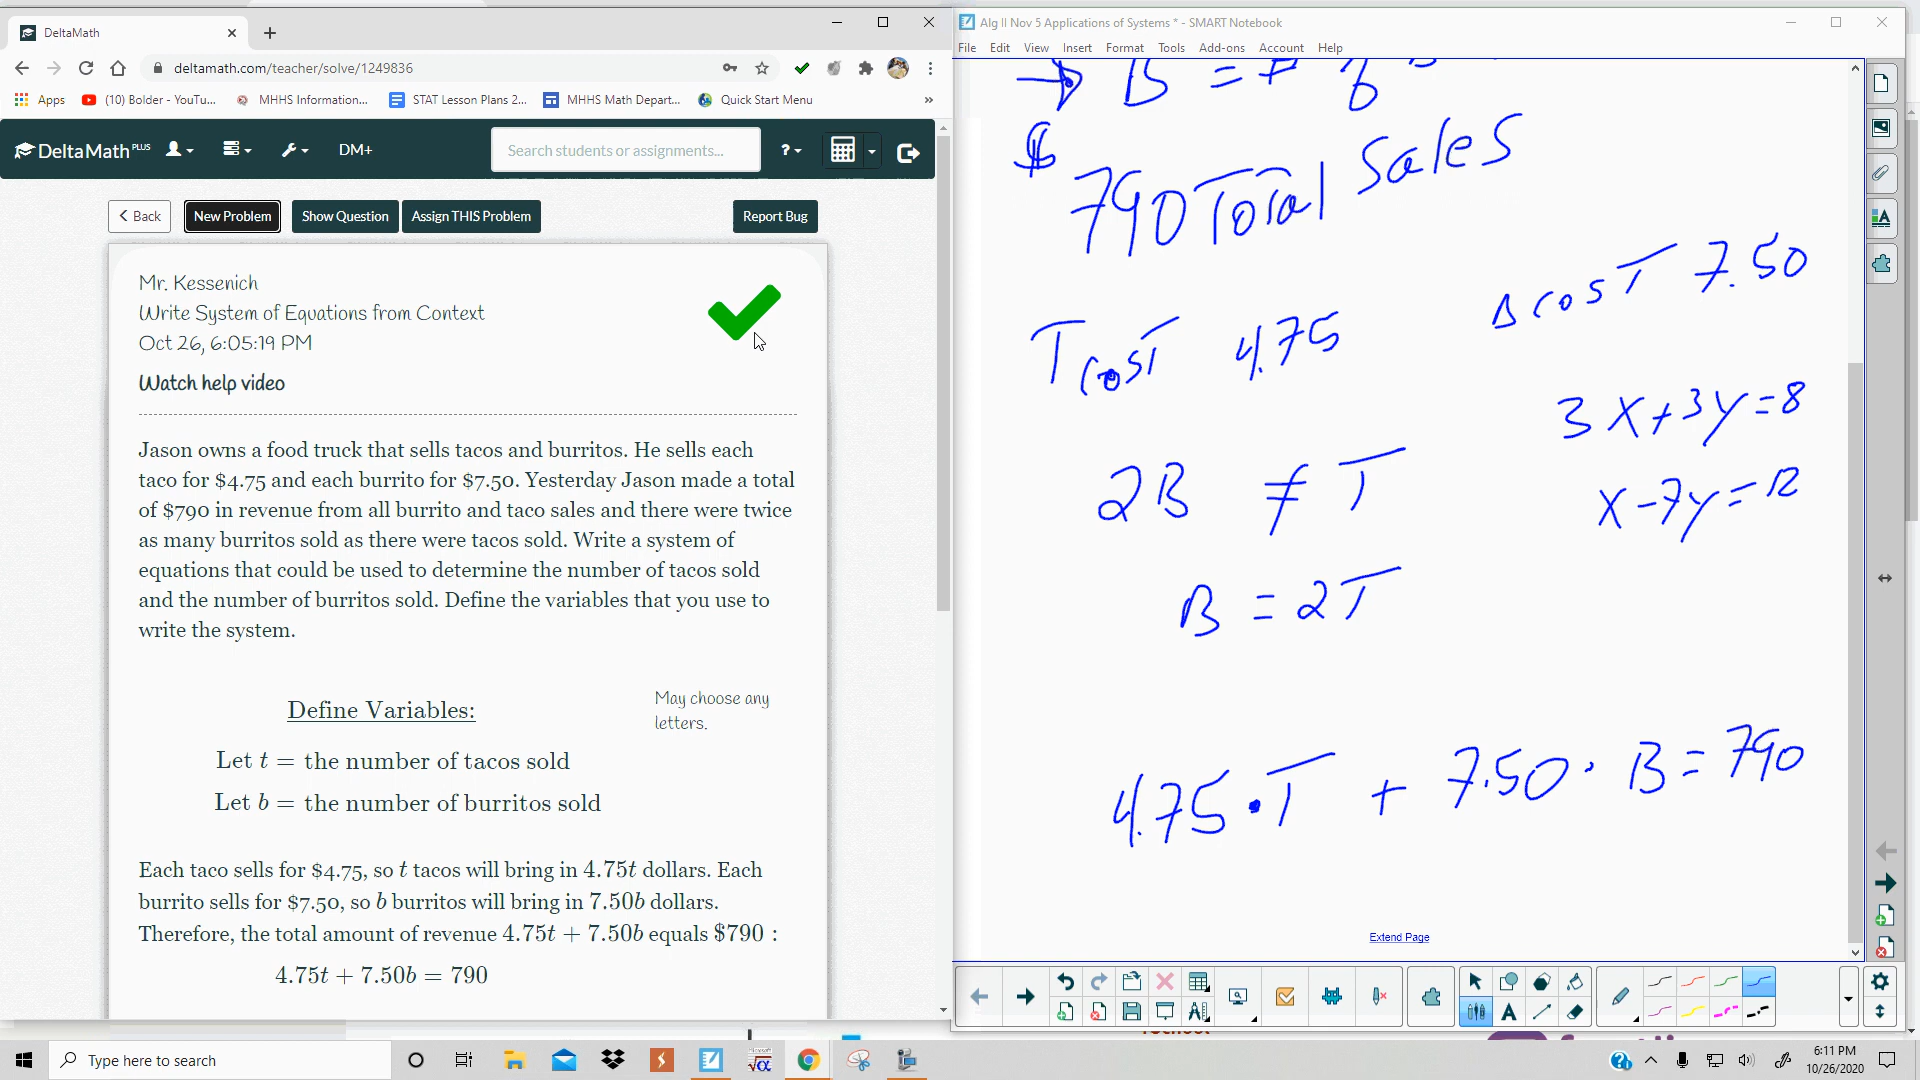 DeltaMath
Alg II Nov 5 Applications of Systems * - SMART Notebook
File Edit View Insert Format Tools Add-ons Account Help
deltamath.com/teacher/solve/1249836
Apps (10) Bolder - YouTu... MHHS Information... STAT Lesson Plans 2... MHHS Math Depart... Quick Start Menu »
DeltaMath PLUS DM+ Search students or assignments... ?
Back New Problem Show Question Assign THIS Problem Report Bug
Mr. Kessenich
Write System of Equations from Context
Oct 26, 6:05:19 PM
Watch help video
Jason owns a food truck that sells tacos and burritos. He sells each
taco for $4.75 and each burrito for $7.50. Yesterday Jason made a total
of $790 in revenue from all burrito and taco sales and there were twice
as many burritos sold as there were tacos sold. Write a system of
equations that could be used to determine the number of tacos sold
and the number of burritos sold. Define the variables that you use to
write the system.
Define Variables:
May choose any
letters.
Let t = the number of tacos sold
Let b = the number of burritos sold
Each taco sells for $4.75, so t tacos will bring in 4.75t dollars. Each
burrito sells for $7.50, so b burritos will bring in 7.50b dollars.
Therefore, the total amount of revenue 4.75t + 7.50b equals $790 :
4.75t + 7.50b = 790
→ B = #
$
790 Total Sales
B cost 7.50
T cost 4.75
3x+3y=8
x-7y=12
2B ≠ T
B = 2T
4.75 · T + 7.50 · B = 790
Extend Page
Type here to search
6:11 PM
10/26/2020